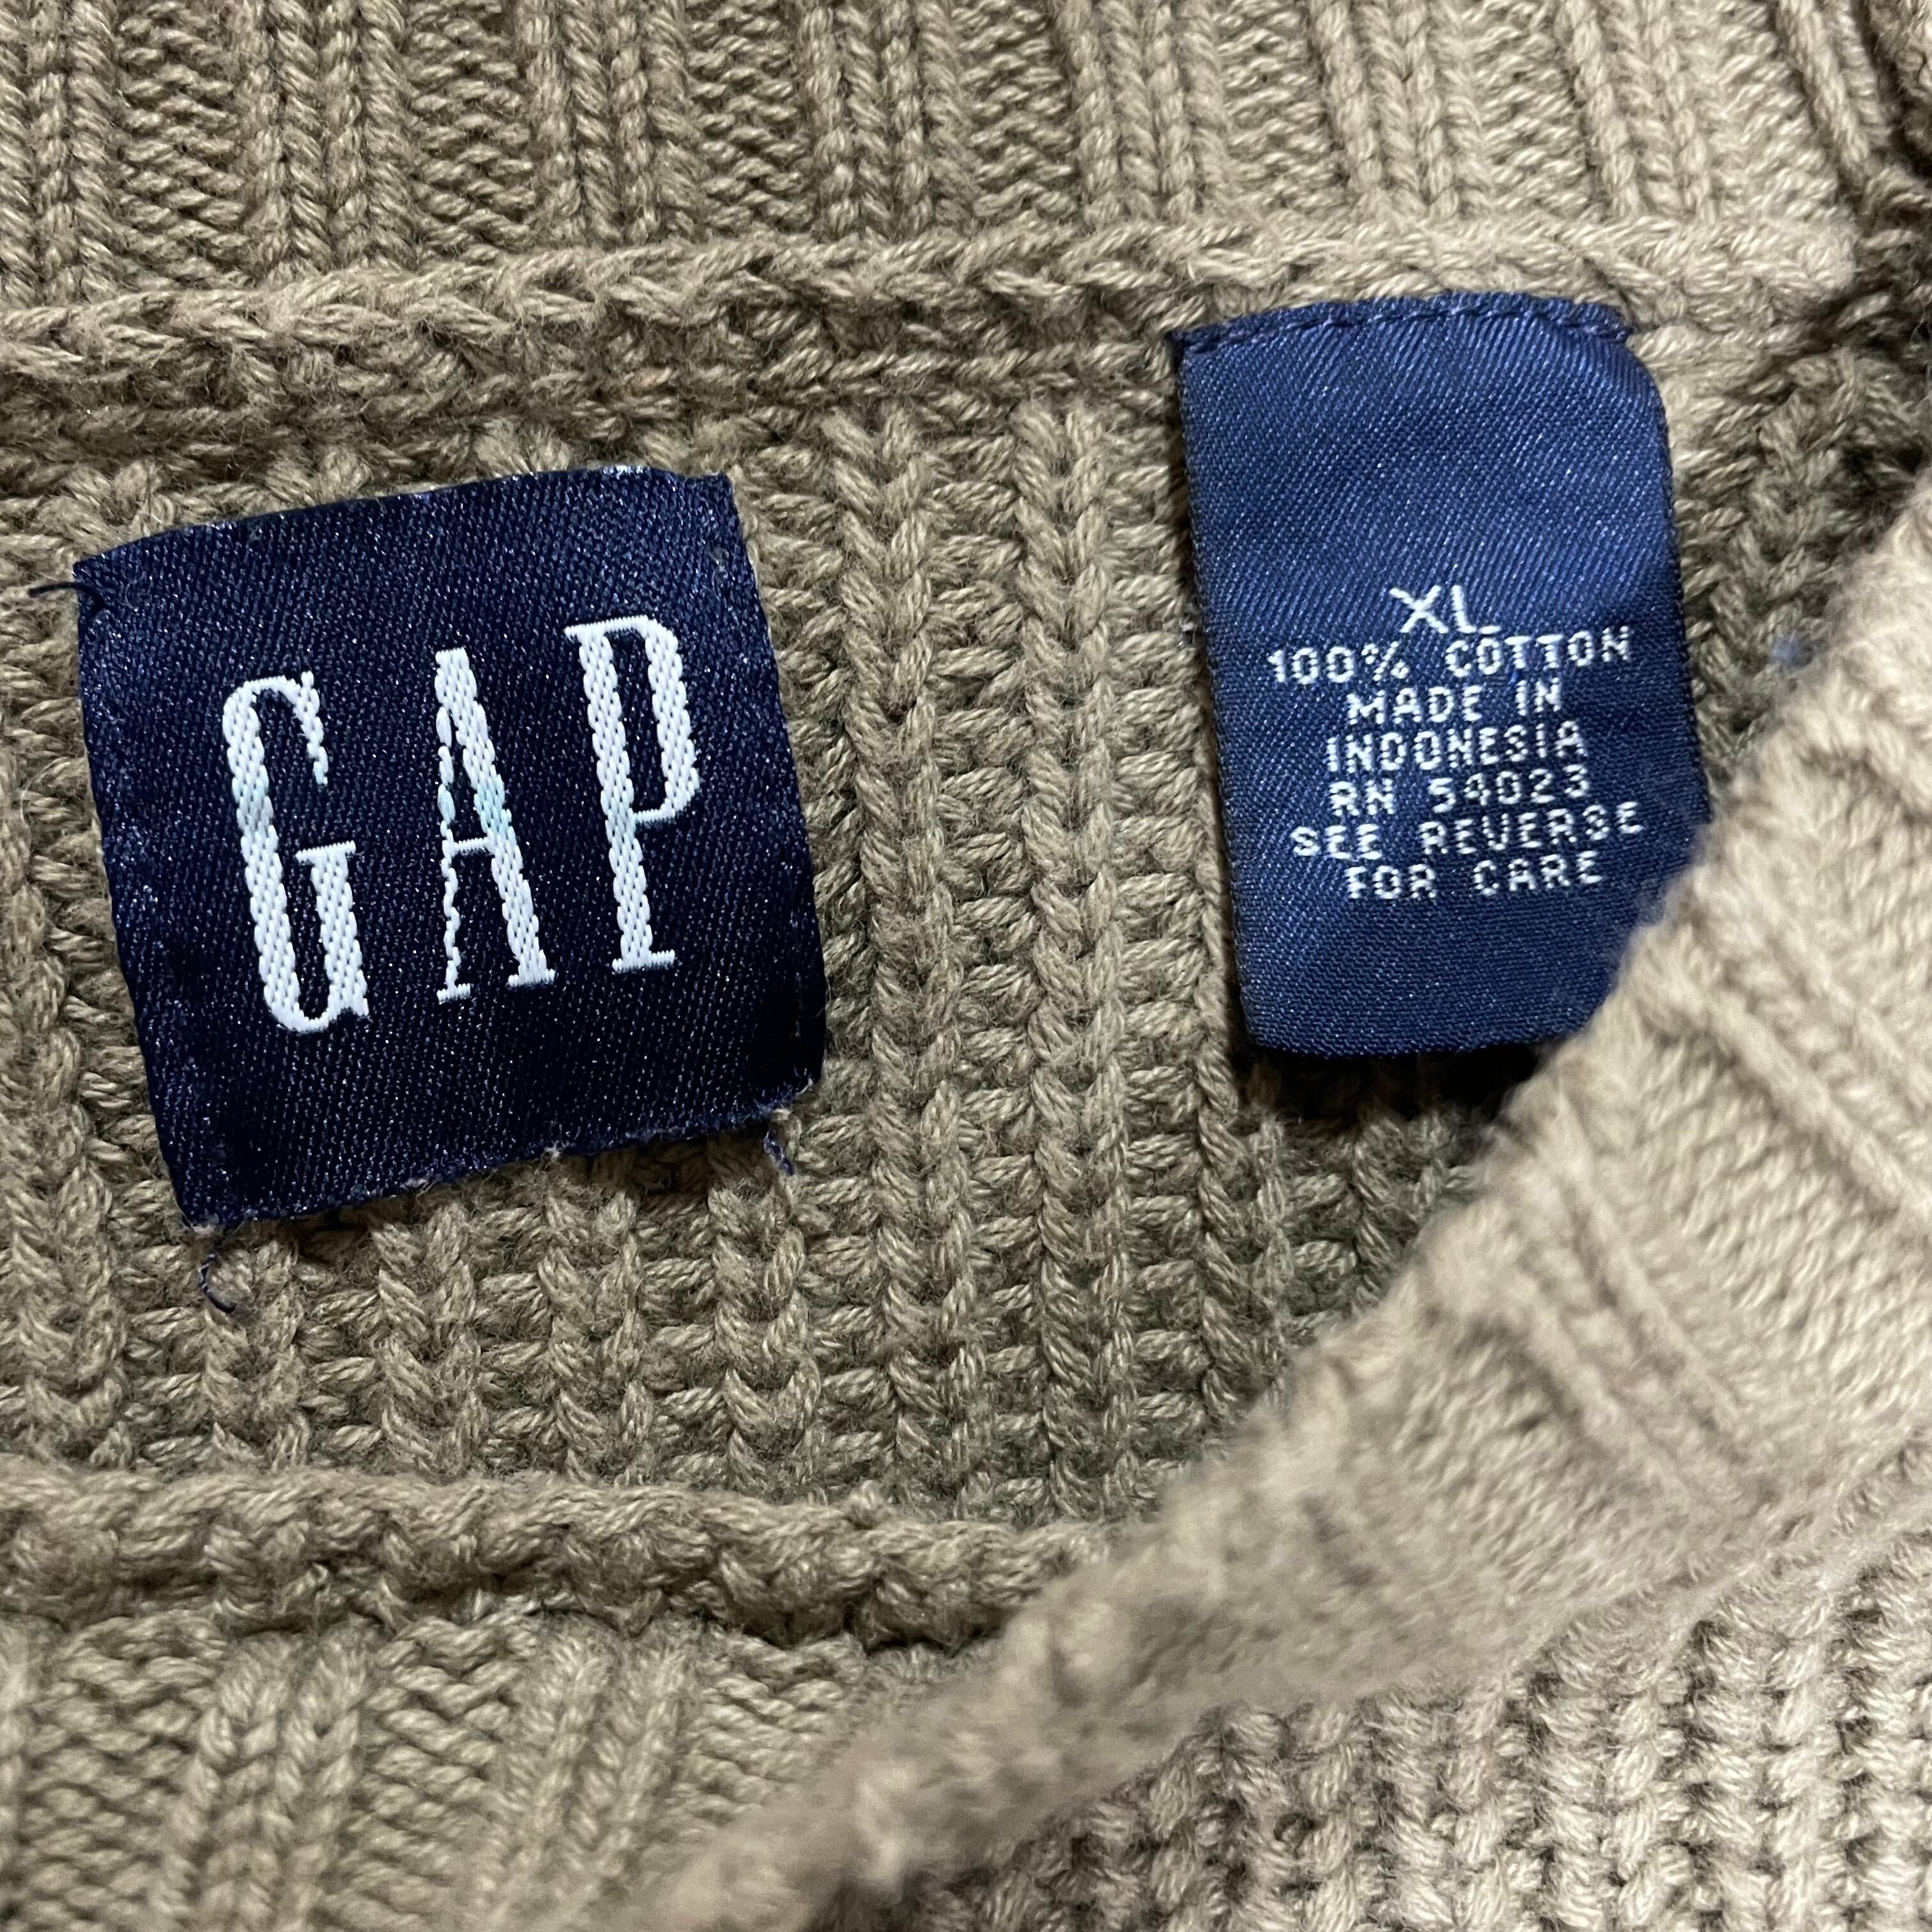 GAP
XL
100% COTTON
MADE IN
INDONESIA
RN 54023
SEE REVERSE
FOR CARE